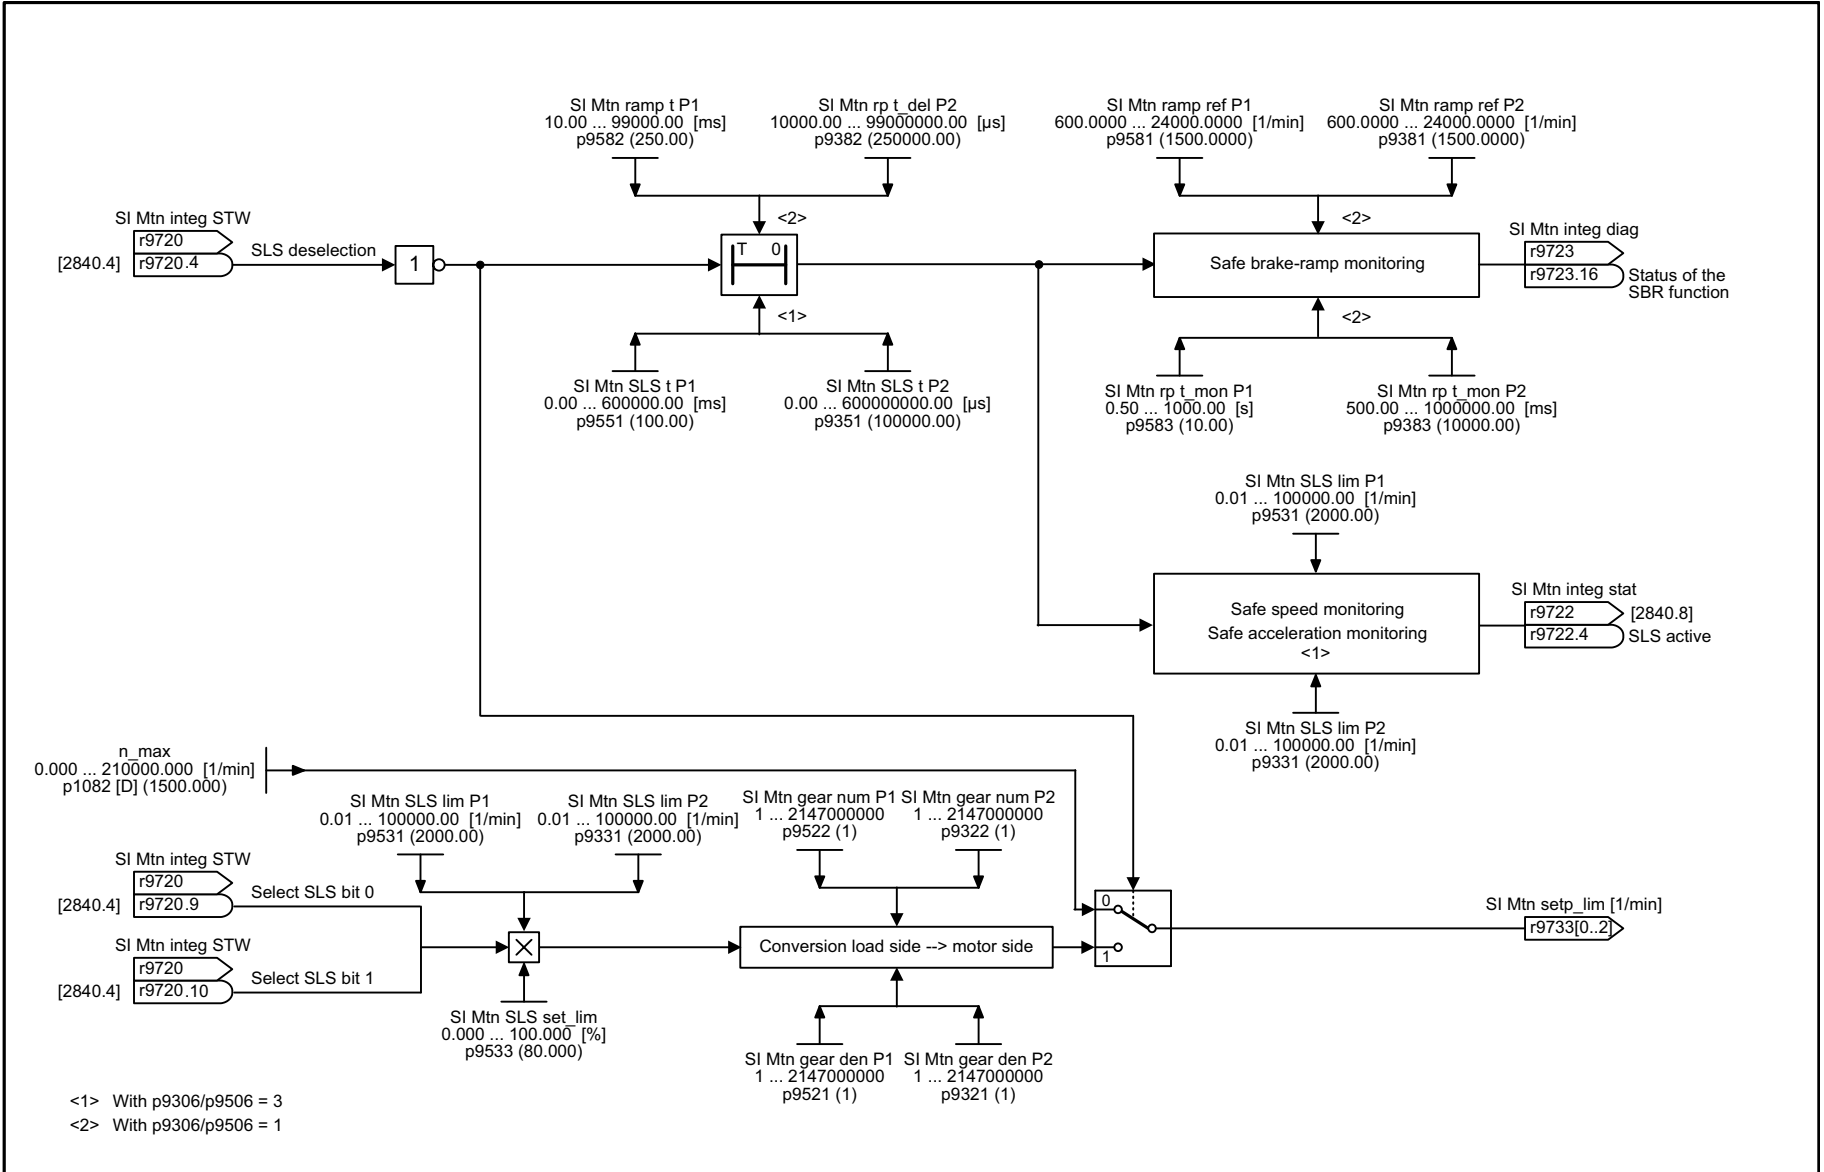 SI Mtn ramp t P1
10.00 ... 99000.00 [ms]
p9582 (250.00)
SI Mtn rp t_del P2
10000.00 ... 99000000.00 [µs]
p9382 (250000.00)
SI Mtn ramp ref P1
600.0000 ... 24000.0000 [1/min]
p9581 (1500.0000)
SI Mtn ramp ref P2
600.0000 ... 24000.0000 [1/min]
p9381 (1500.0000)
<2>
<2>
SI Mtn integ STW
r9720
[2840.4]
r9720.4
SLS deselection
1
T 0
Safe brake-ramp monitoring
SI Mtn integ diag
r9723
r9723.16
Status of the
SBR function
<1>
<2>
SI Mtn SLS t P1
0.00 ... 600000.00 [ms]
p9551 (100.00)
SI Mtn SLS t P2
0.00 ... 600000000.00 [µs]
p9351 (100000.00)
SI Mtn rp t_mon P1
0.50 ... 1000.00 [s]
p9583 (10.00)
SI Mtn rp t_mon P2
500.00 ... 1000000.00 [ms]
p9383 (10000.00)
SI Mtn SLS lim P1
0.01 ... 100000.00 [1/min]
p9531 (2000.00)
Safe speed monitoring
Safe acceleration monitoring
<1>
SI Mtn integ stat
r9722
[2840.8]
r9722.4
SLS active
SI Mtn SLS lim P2
0.01 ... 100000.00 [1/min]
p9331 (2000.00)
n_max
0.000 ... 210000.000 [1/min]
p1082 [D] (1500.000)
SI Mtn SLS lim P1
0.01 ... 100000.00 [1/min]
p9531 (2000.00)
SI Mtn SLS lim P2
0.01 ... 100000.00 [1/min]
p9331 (2000.00)
SI Mtn gear num P1
1 ... 2147000000
p9522 (1)
SI Mtn gear num P2
1 ... 2147000000
p9322 (1)
SI Mtn integ STW
r9720
[2840.4]
r9720.9
Select SLS bit 0
SI Mtn integ STW
r9720
[2840.4]
r9720.10
Select SLS bit 1
Conversion load side --> motor side
0
1
SI Mtn setp_lim [1/min]
r9733[0..2]
SI Mtn SLS set_lim
0.000 ... 100.000 [%]
p9533 (80.000)
SI Mtn gear den P1
1 ... 2147000000
p9521 (1)
SI Mtn gear den P2
1 ... 2147000000
p9321 (1)
<1> With p9306/p9506 = 3
<2> With p9306/p9506 = 1